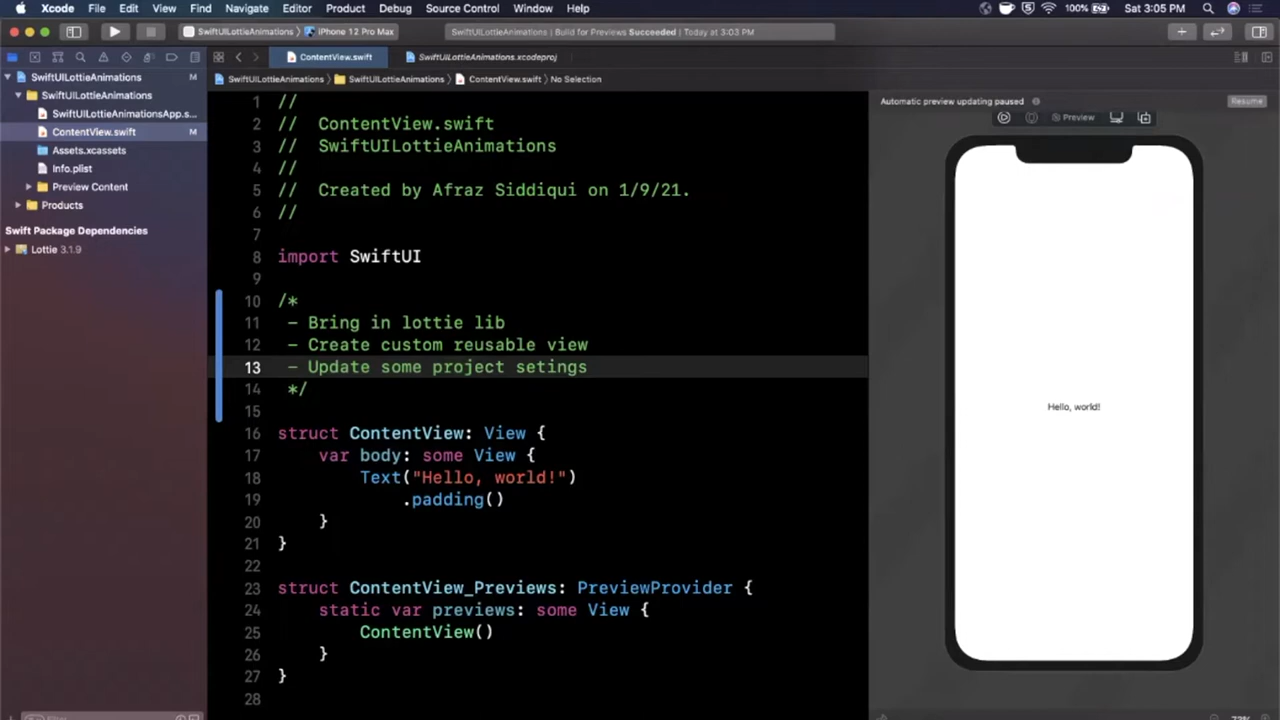 Xcode File Edit View Find Navigate Editor Product Debug Source Control Window Help 100% Sat 3:05 PM
SwiftUILottieAnimations 〉 iPhone 12 Pro Max
SwiftUILottieAnimations | Build for Previews Succeeded | Today at 3:03 PM
ContentView.swift
SwiftUILottieAnimations.xcodeproj
SwiftUILottieAnimations 〉 SwiftUILottieAnimations 〉 ContentView.swift 〉 No Selection
SwiftUILottieAnimations M
SwiftUILottieAnimations
SwiftUILottieAnimationsApp.s...
ContentView.swift M
Assets.xcassets
Info.plist
Preview Content
Products
Swift Package Dependencies
Lottie 3.1.9
1 //
2 // ContentView.swift
3 // SwiftUILottieAnimations
4 //
5 // Created by Afraz Siddiqui on 1/9/21.
6 //
7
8 import SwiftUI
9
10 /*
11 - Bring in lottie lib
12 - Create custom reusable view
13 - Update some project setings
14 */
15
16 struct ContentView: View {
17 var body: some View {
18 Text("Hello, world!")
19 .padding()
20 }
21 }
22
23 struct ContentView_Previews: PreviewProvider {
24 static var previews: some View {
25 ContentView()
26 }
27 }
28
Automatic preview updating paused
Resume
Preview
Hello, world!